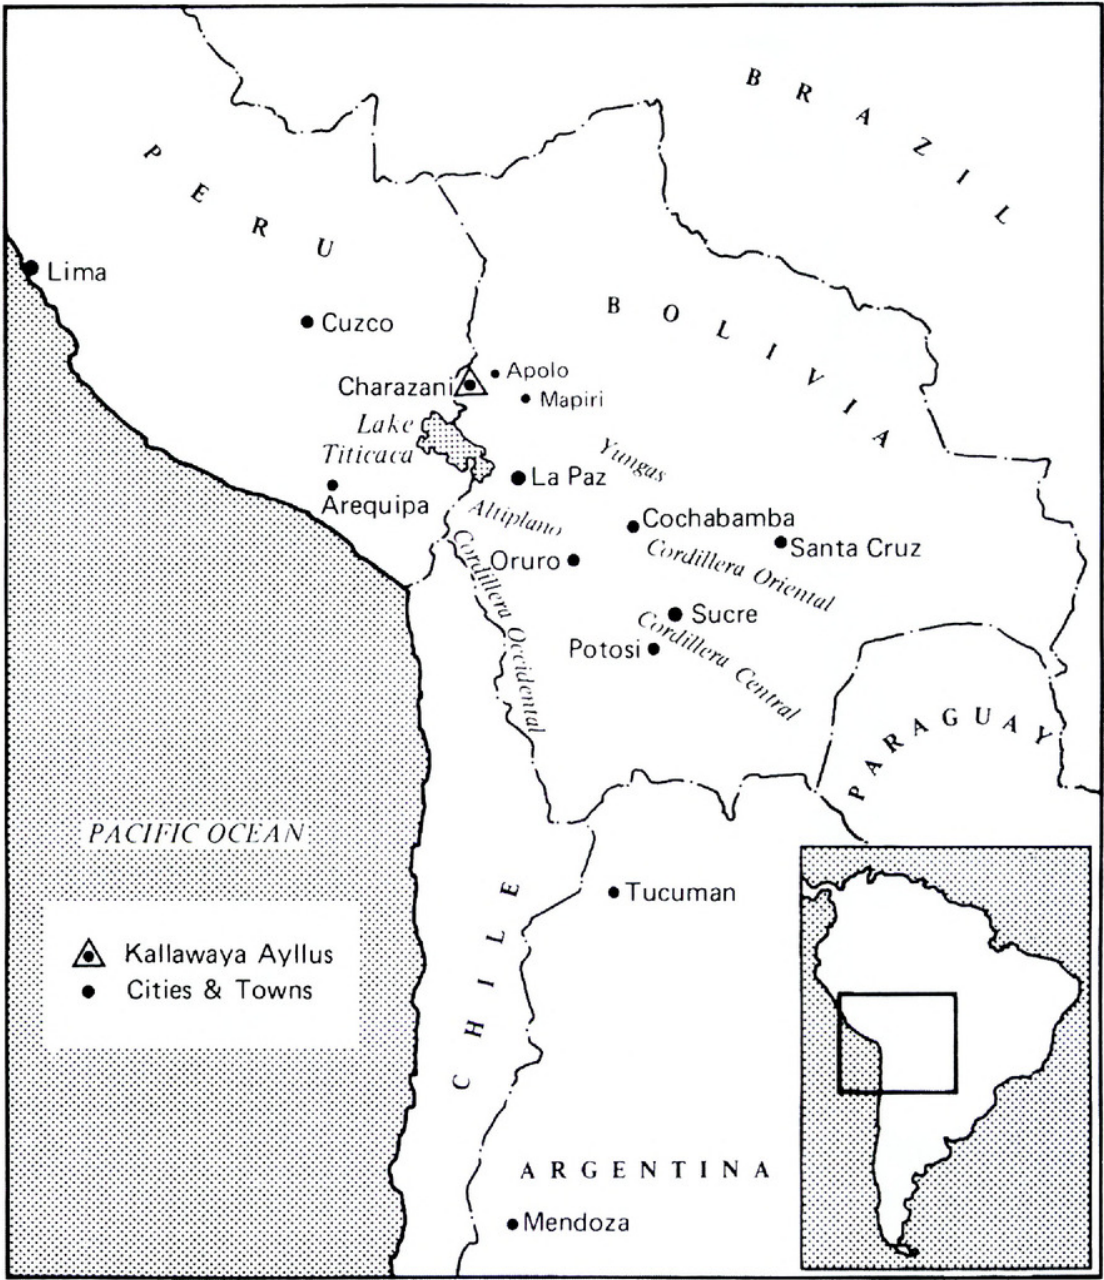 BRAZIL
PERU
Lima
Cuzco
BOLIVIA
Apolo
Charazani
Mapiri
Lake
Titicaca
Yungas
La Paz
Arequipa
Altiplano
Cochabamba
Santa Cruz
Cordillera Oriental
Oruro
Cordillera Occidental
Sucre
Cordillera Central
Potosi
PARAGUAY
PACIFIC OCEAN
CHILE
Tucuman
Kallawaya Ayllus
Cities & Towns
ARGENTINA
Mendoza